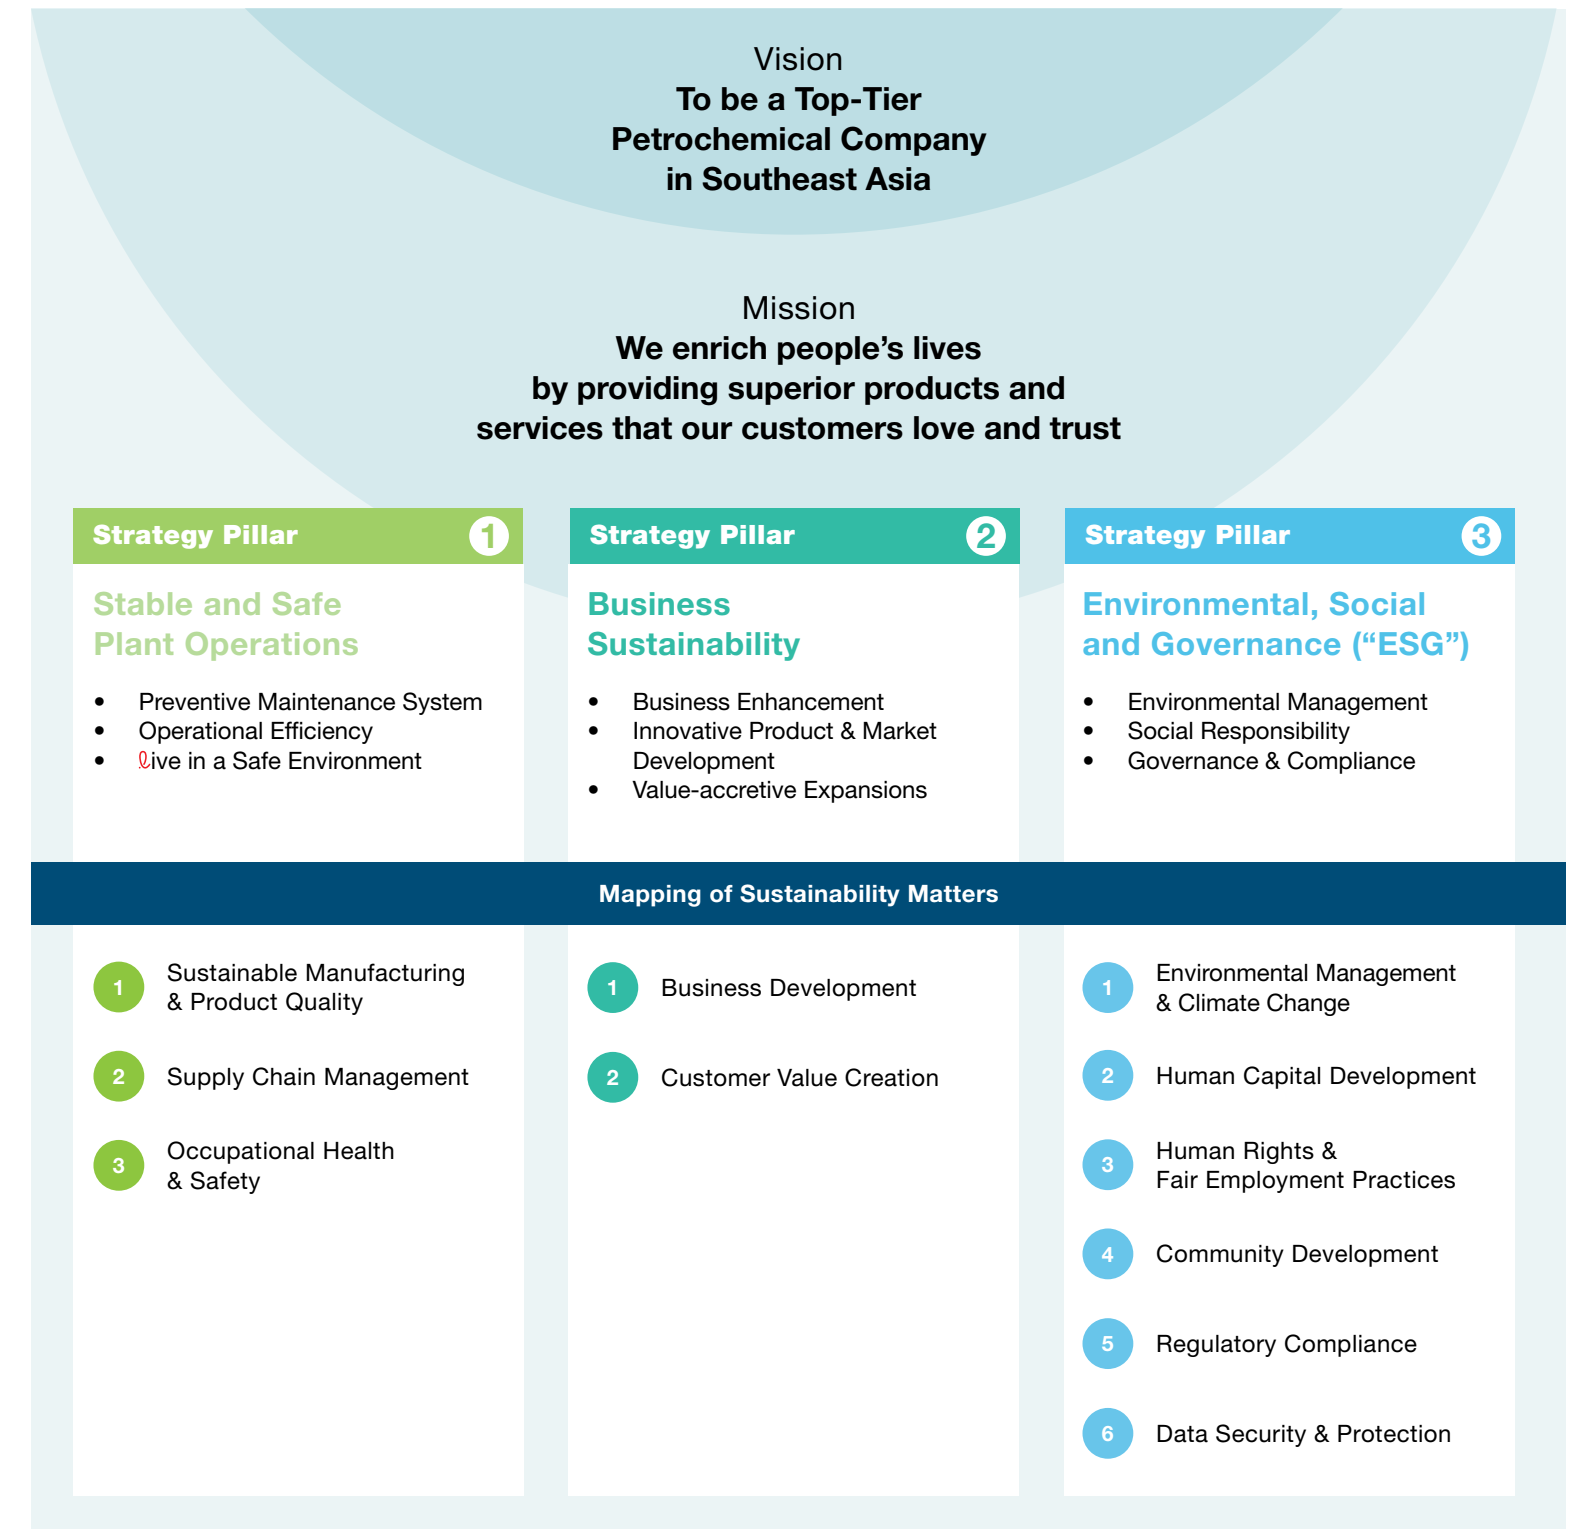 Vision
To be a Top-Tier
Petrochemical Company
in Southeast Asia
Mission
We enrich people’s lives
by providing superior products and
services that our customers love and trust
Strategy Pillar 1
Stable and Safe
Plant Operations
• Preventive Maintenance System
• Operational Efficiency
• live in a Safe Environment
Strategy Pillar 2
Business
Sustainability
• Business Enhancement
• Innovative Product & Market
Development
• Value-accretive Expansions
Strategy Pillar 3
Environmental, Social
and Governance (“ESG”)
• Environmental Management
• Social Responsibility
• Governance & Compliance
Mapping of Sustainability Matters
1 Sustainable Manufacturing
& Product Quality
2 Supply Chain Management
3 Occupational Health
& Safety
1 Business Development
2 Customer Value Creation
1 Environmental Management
& Climate Change
2 Human Capital Development
3 Human Rights &
Fair Employment Practices
4 Community Development
5 Regulatory Compliance
6 Data Security & Protection